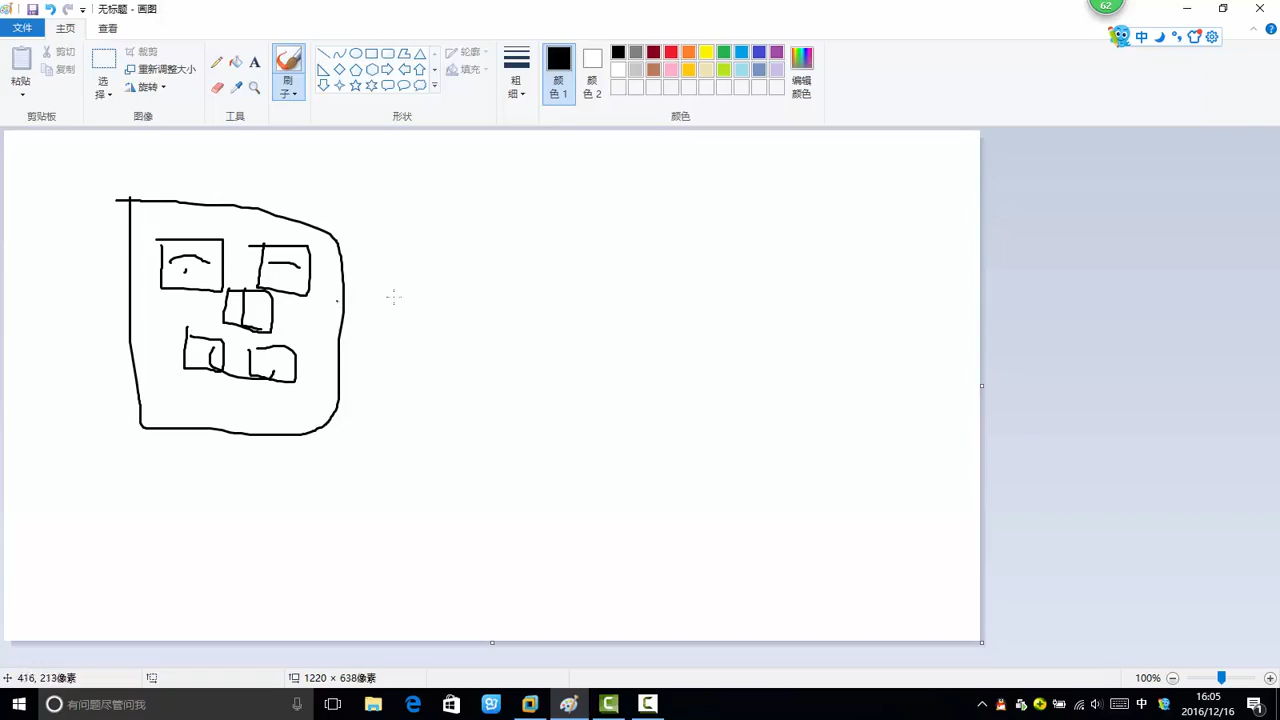 无标题 - 画图
62
文件 主页 查看
中
粘贴
剪切
复制
选择
裁剪
重新调整大小
旋转
A
刷子
轮廓
填充
粗细
颜色 1
颜色 2
编辑颜色
剪贴板 图像 工具 形状 颜色
416, 213像素 1220 × 638像素 100%
有问题尽管问我
中
16:05
2016/12/16
1